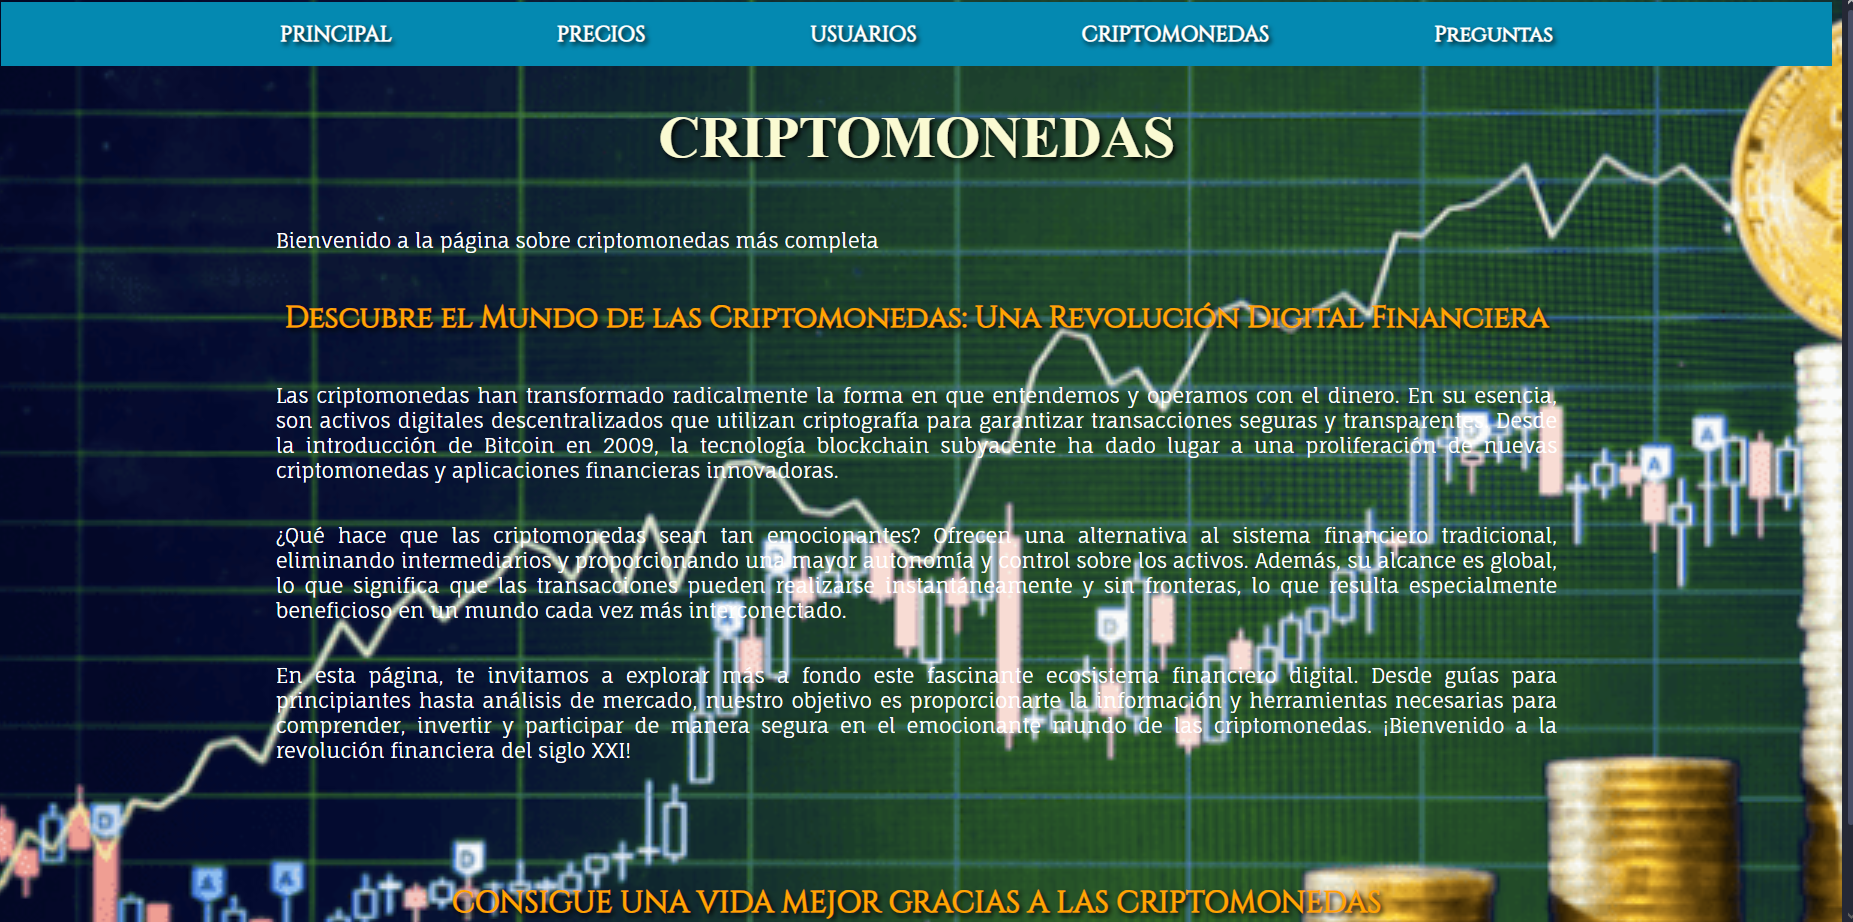 PRINCIPAL PRECIOS USUARIOS CRIPTOMONEDAS Preguntas
CRIPTOMONEDAS
Bienvenido a la página sobre criptomonedas más completa
Descubre el Mundo de las Criptomonedas: Una Revolución Digital Financiera
Las criptomonedas han transformado radicalmente la forma en que entendemos y operamos con el dinero. En su esencia,
son activos digitales descentralizados que utilizan criptografía para garantizar transacciones seguras y transparentes. Desde
la introducción de Bitcoin en 2009, la tecnología blockchain subyacente ha dado lugar a una proliferación de nuevas
criptomonedas y aplicaciones financieras innovadoras.
¿Qué hace que las criptomonedas sean tan emocionantes? Ofrecen una alternativa al sistema financiero tradicional,
eliminando intermediarios y proporcionando una mayor autonomía y control sobre los activos. Además, su alcance es global,
lo que significa que las transacciones pueden realizarse instantáneamente y sin fronteras, lo que resulta especialmente
beneficioso en un mundo cada vez más interconectado.
En esta página, te invitamos a explorar más a fondo este fascinante ecosistema financiero digital. Desde guías para
principiantes hasta análisis de mercado, nuestro objetivo es proporcionarte la información y herramientas necesarias para
comprender, invertir y participar de manera segura en el emocionante mundo de las criptomonedas. ¡Bienvenido a la
revolución financiera del siglo XXI!
A
A
D
D
D
A
A
CONSIGUE UNA VIDA MEJOR GRACIAS A LAS CRIPTOMONEDAS